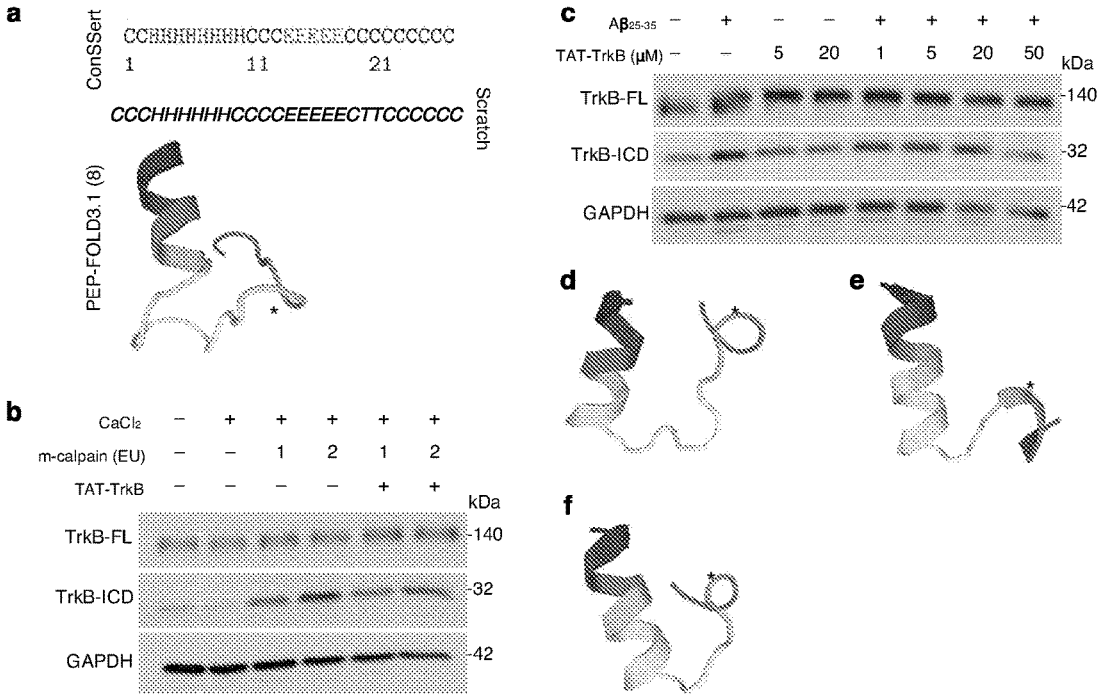 a
ConSSert
CCHHHHHHHHCCCEEEEECCCCCCCCC
1 11 21
CCCHHHHHHCCCCEEEEECTTCCCCCC
Scratch
PEP-FOLD3.1 (8)
*
b
CaCl₂ – + + + + +
m-calpain (EU) – – 1 2 1 2
TAT-TrkB – – – – + +
kDa
TrkB-FL -140
TrkB-ICD -32
GAPDH -42
c
Aβ₂₅₋₃₅ – + – – + + + +
TAT-TrkB (μM) – – 5 20 1 5 20 50
kDa
TrkB-FL -140
TrkB-ICD -32
GAPDH -42
d
*
e
*
f
*